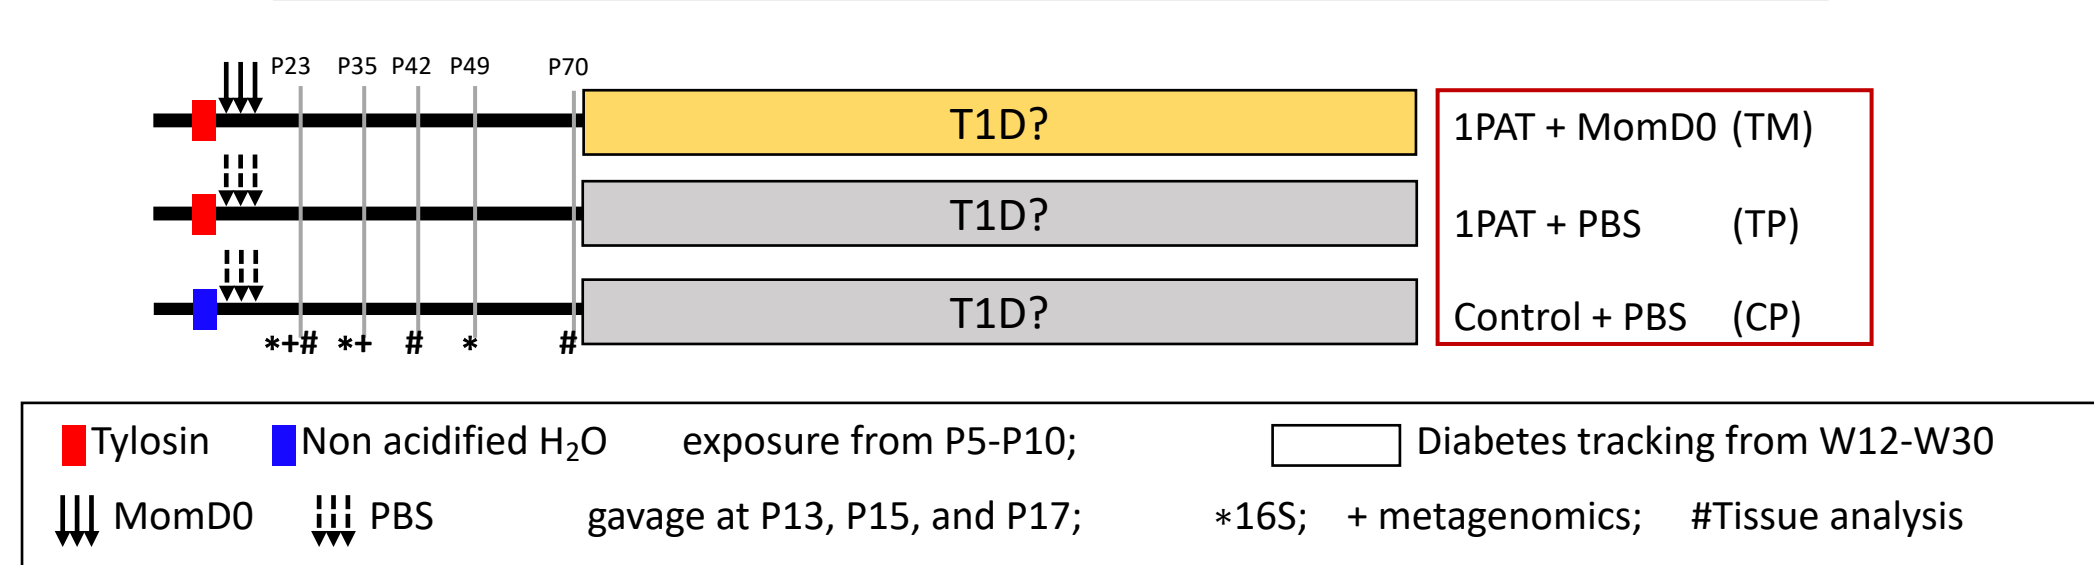 P23 P35 P42 P49 P70
T1D? 1PAT + MomD0 (TM)
T1D? 1PAT + PBS (TP)
T1D? Control + PBS (CP)
*+# *+ # * #
Tylosin Non acidified H₂O exposure from P5-P10; Diabetes tracking from W12-W30
MomD0 PBS gavage at P13, P15, and P17; *16S; + metagenomics; #Tissue analysis